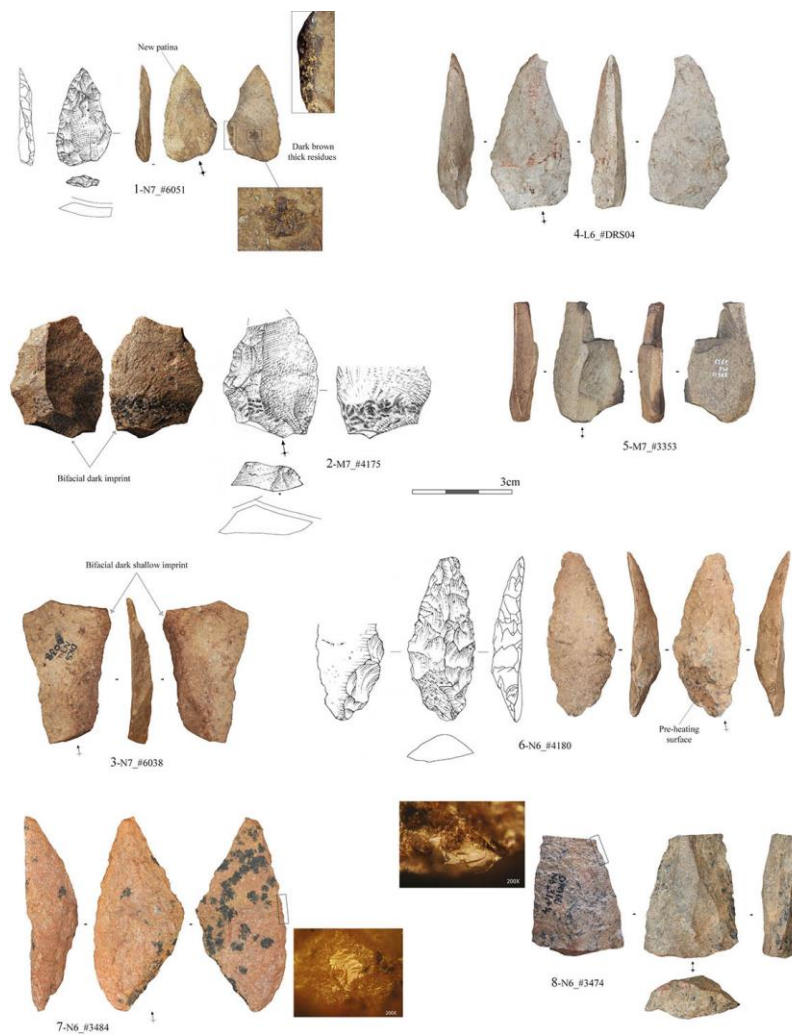 New patina
Dark brown
thick residues
1-N7_#6051
4-L6_#DRS04
Bifacial dark imprint
2-M7_#4175
3cm
5-M7_#3353
Bifacial dark shallow imprint
3-N7_#6038
Pre-heating
surface
6-N6_#4180
200X
200X
7-N6_#3484
8-N6_#3474